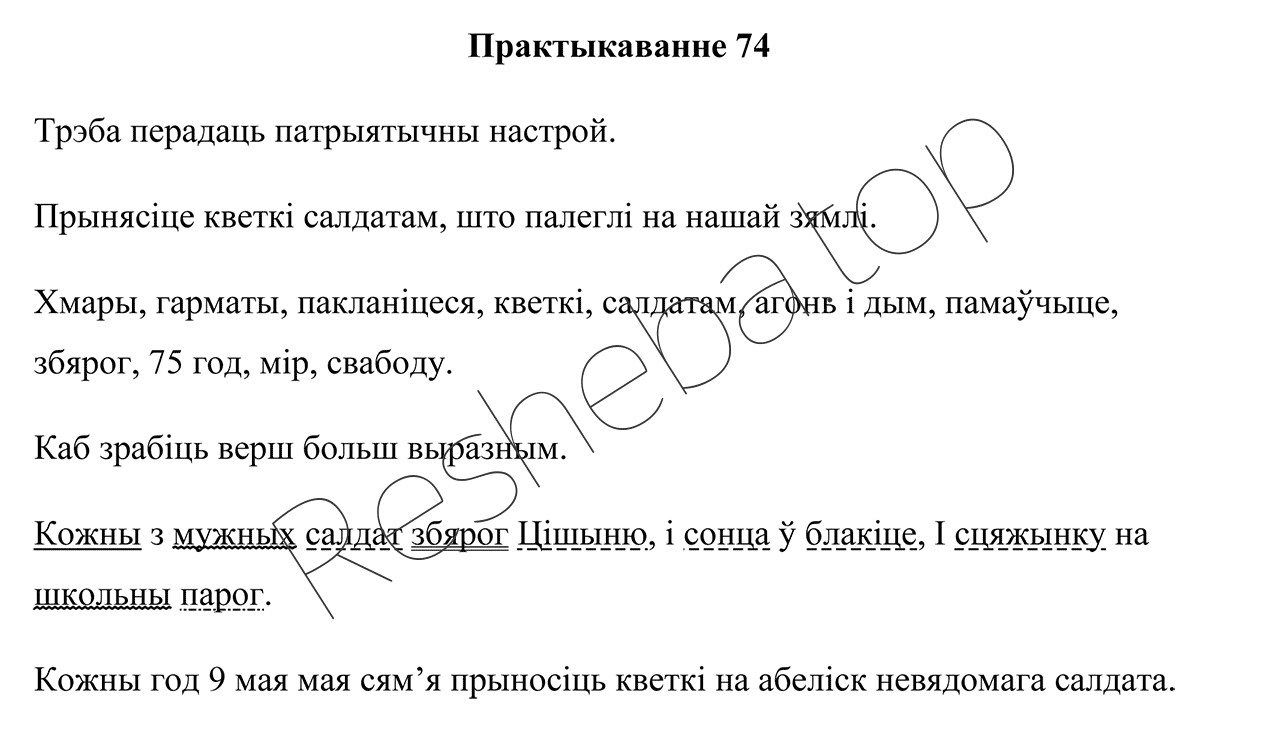 Практыкаванне 74
Трэба перадаць патрыятычны настрой.
Прынясіце кветкі салдатам, што палеглі на нашай зямлі.
Хмары, гарматы, пакланіцеся, кветкі, салдатам, агонь і дым, памаўчыце,
збярог, 75 год, мір, свабоду.
Каб зрабіць верш больш выразным.
Кожны з мужных салдат збярог Цішыню, і сонца ў блакіце, І сцяжынку на
школьны парог.
Кожны год 9 мая мая сям’я прыносіць кветкі на абеліск невядомага салдата.
Resheba.top